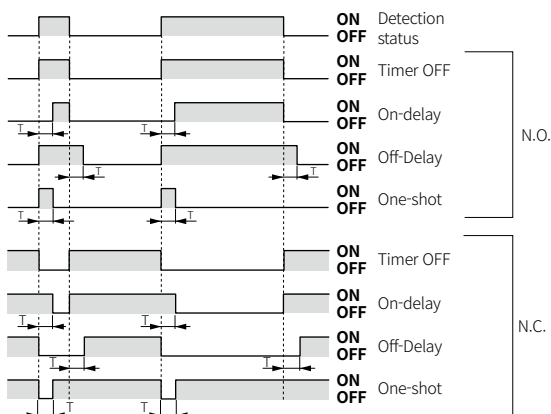 ON Detection
OFF status
ON
OFF Timer OFF
ON
OFF On-delay
T T
ON
OFF Off-Delay
T T
ON
OFF One-shot
T T
N.O.
ON
OFF Timer OFF
ON
OFF On-delay
T T
ON
OFF Off-Delay
T T
ON
OFF One-shot
T T
N.C.